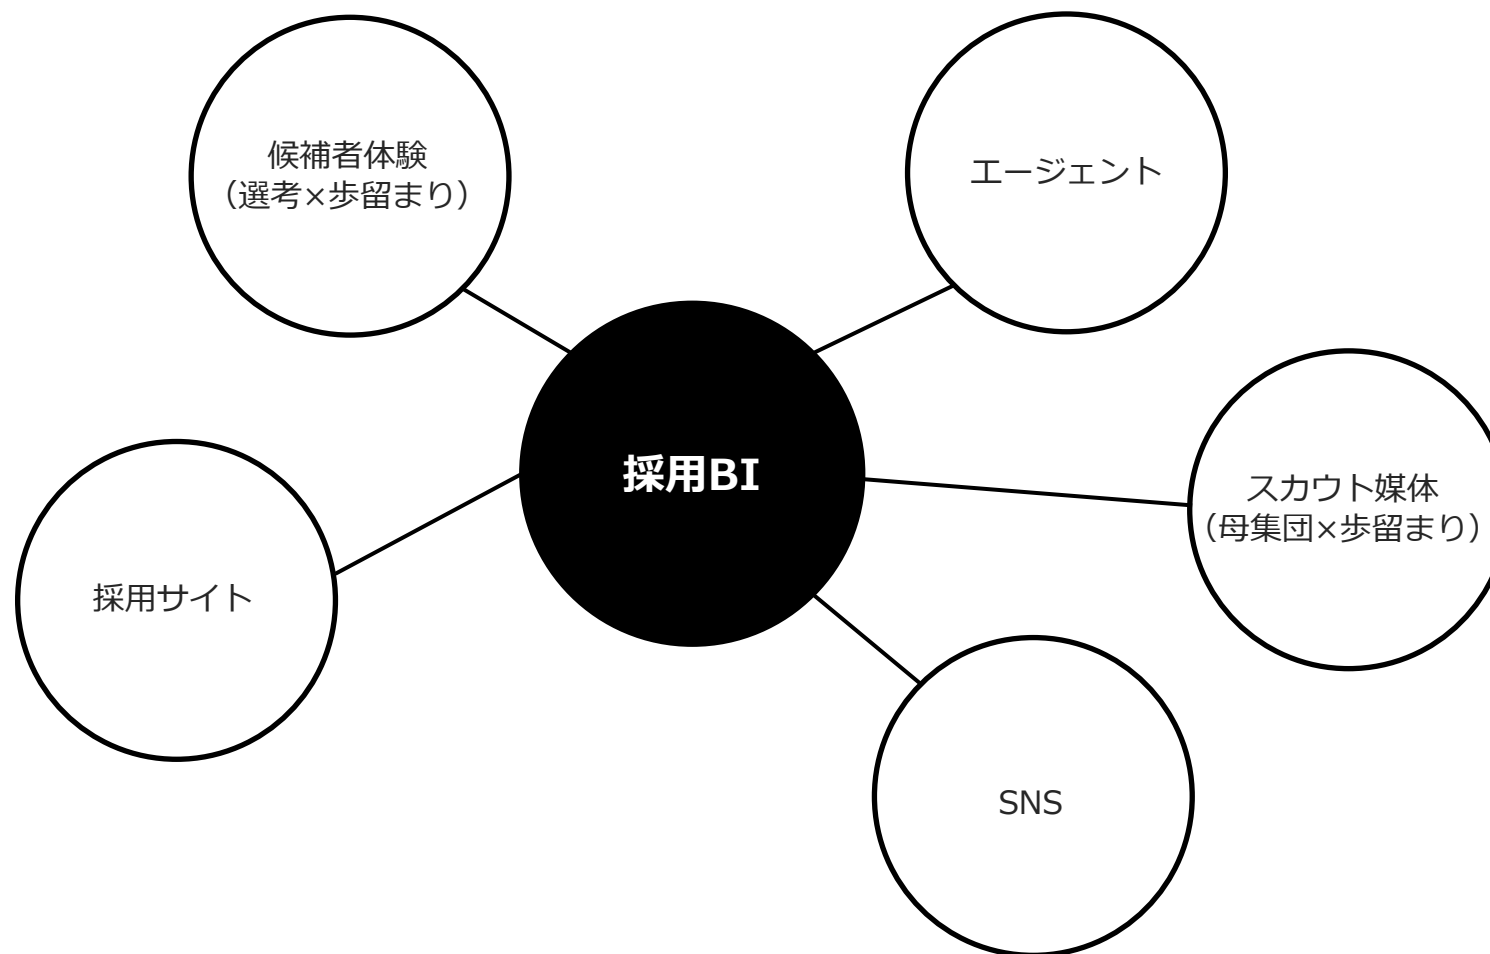 候補者体験
（選考×歩留まり）
エージェント
採用BI
スカウト媒体
（母集団×歩留まり）
採用サイト
SNS